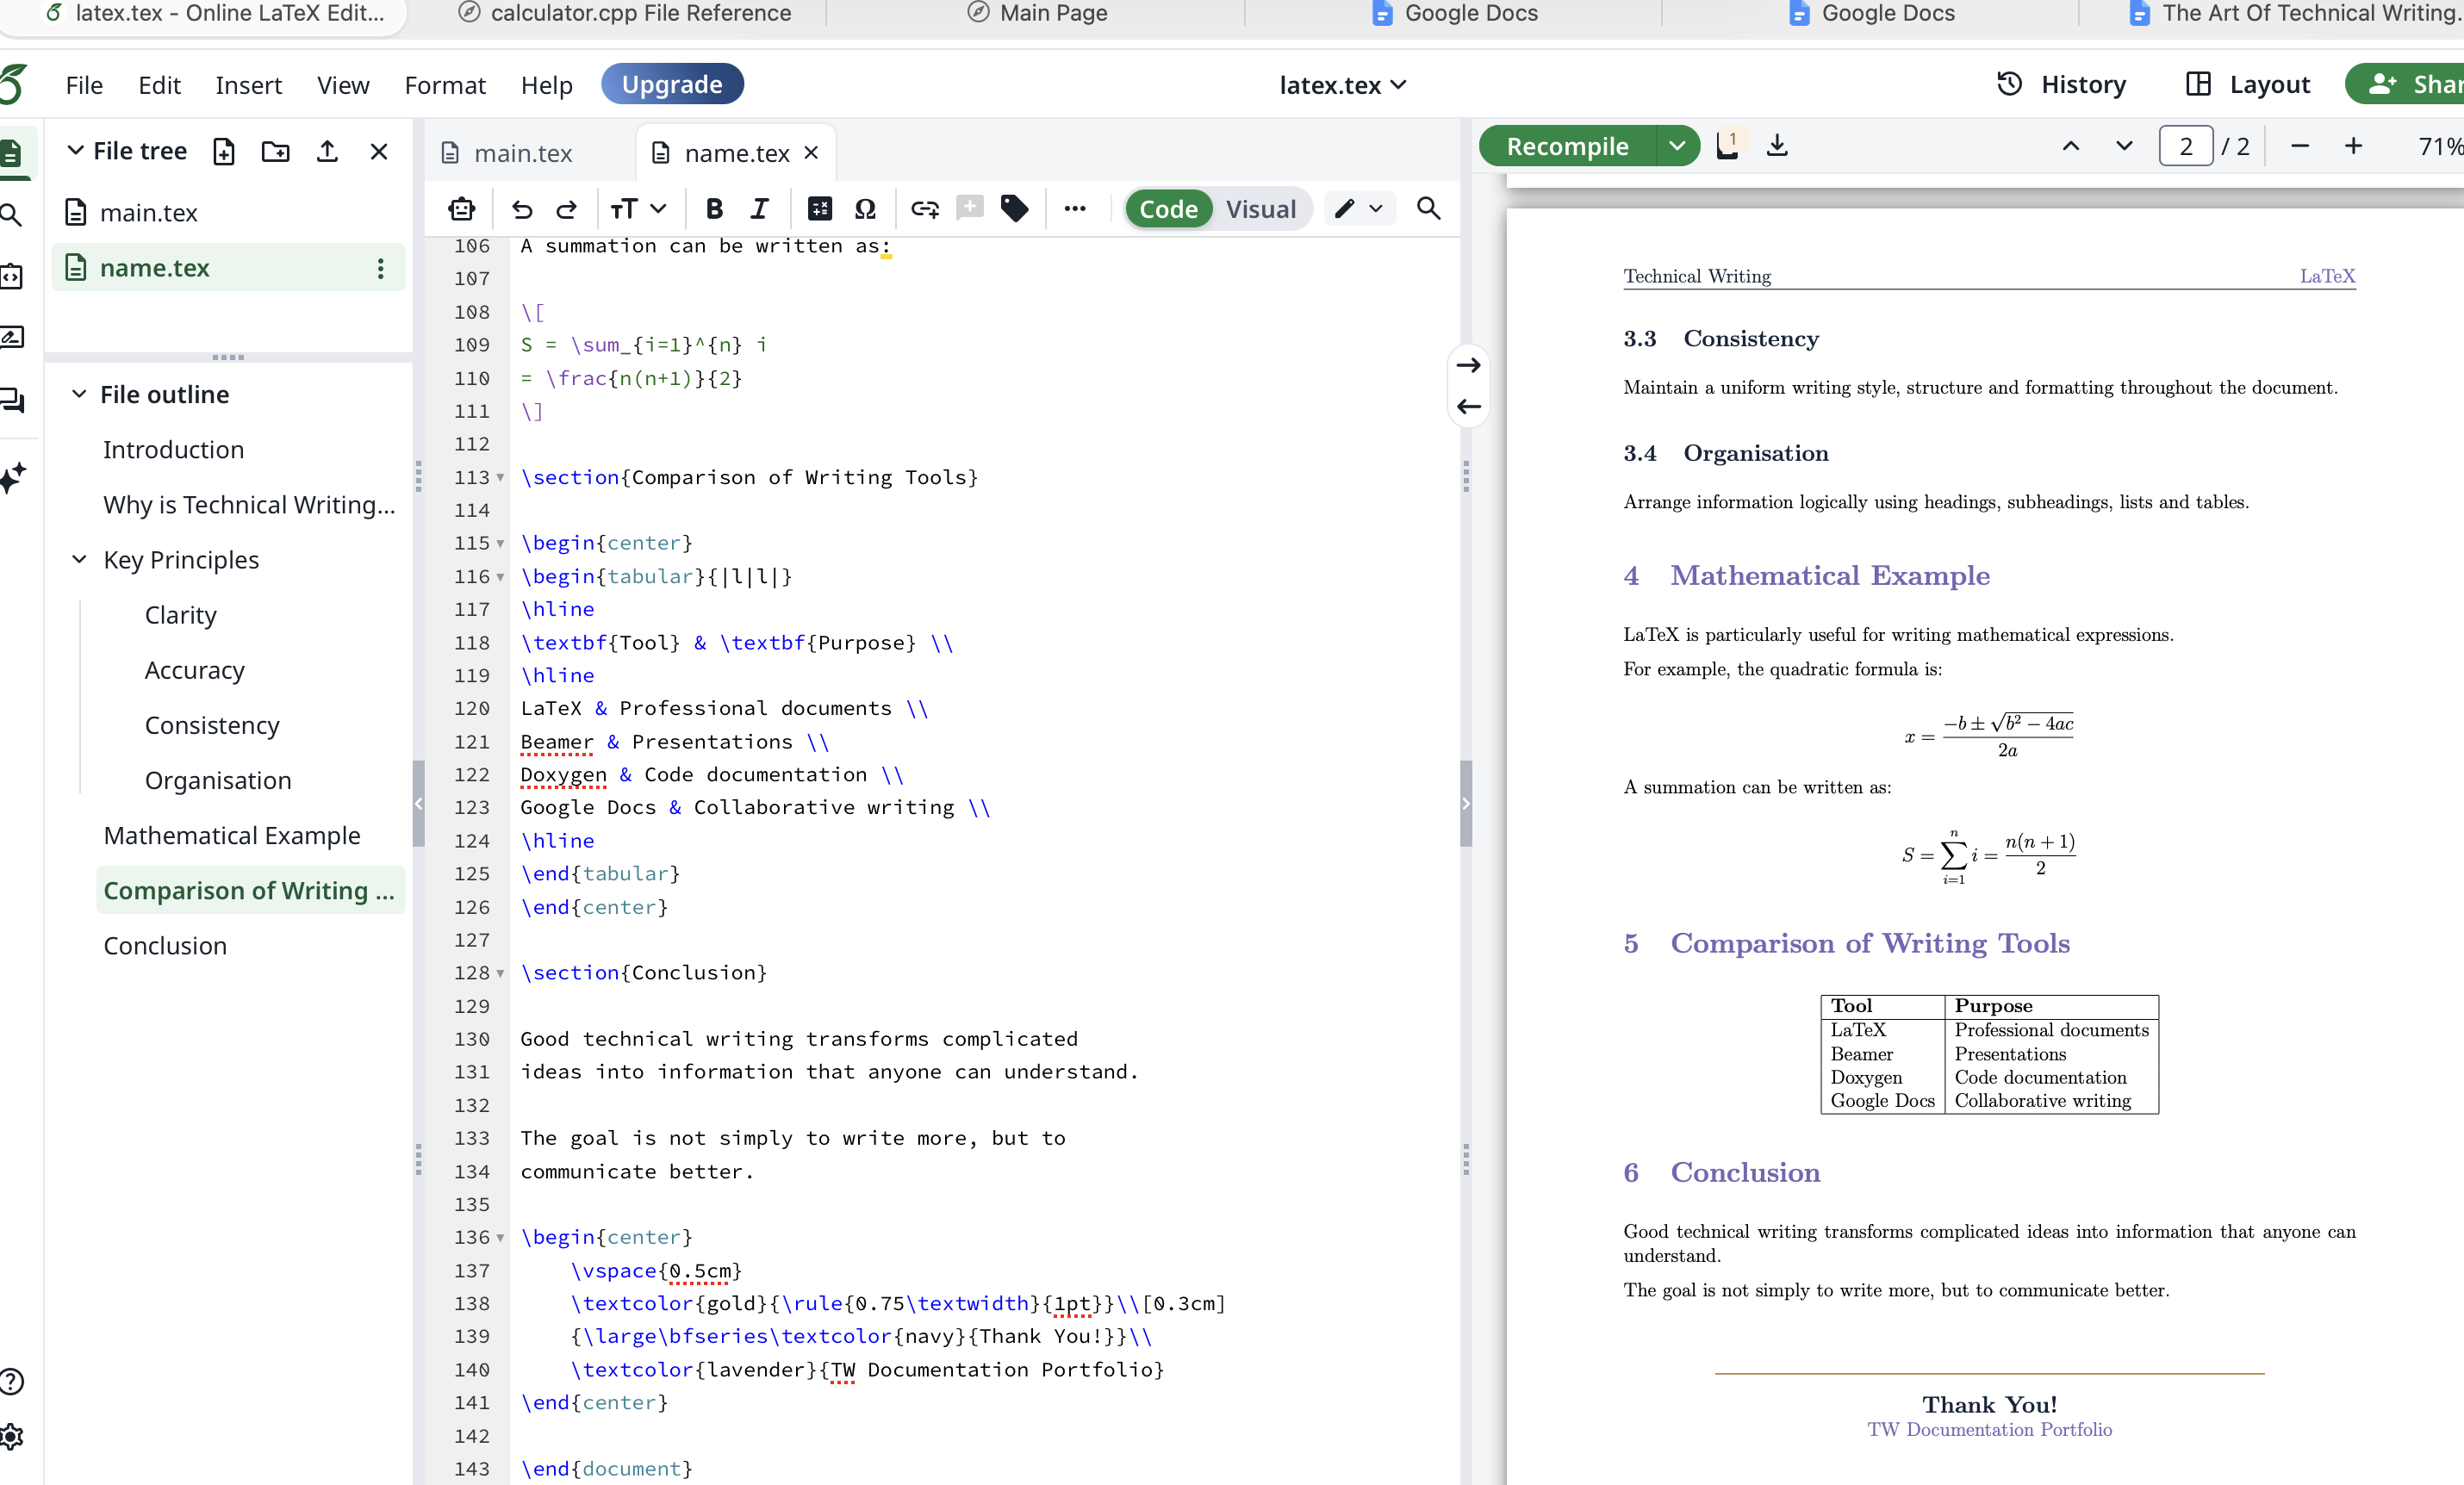 latex.tex - Online LaTeX Edit...
calculator.cpp File Reference
Main Page
Google Docs
Google Docs
The Art Of Technical Writing.
File Edit Insert View Format Help Upgrade
latex.tex
History Layout Shar
File tree
main.tex
name.tex
File outline
Introduction
Why is Technical Writing...
Key Principles
Clarity
Accuracy
Consistency
Organisation
Mathematical Example
Comparison of Writing ...
Conclusion
main.tex name.tex
Code Visual
106 A summation can be written as:
107
108 \[
109 S = \sum_{i=1}^{n} i
110 = \frac{n(n+1)}{2}
111 \]
112
113 \section{Comparison of Writing Tools}
114
115 \begin{center}
116 \begin{tabular}{|l|l|}
117 \hline
118 \textbf{Tool} & \textbf{Purpose} \\
119 \hline
120 LaTeX & Professional documents \\
121 Beamer & Presentations \\
122 Doxygen & Code documentation \\
123 Google Docs & Collaborative writing \\
124 \hline
125 \end{tabular}
126 \end{center}
127
128 \section{Conclusion}
129
130 Good technical writing transforms complicated
131 ideas into information that anyone can understand.
132
133 The goal is not simply to write more, but to
134 communicate better.
135
136 \begin{center}
137 \vspace{0.5cm}
138 \textcolor{gold}{\rule{0.75\textwidth}{1pt}}\\[0.3cm]
139 {\large\bfseries\textcolor{navy}{Thank You!}}\\
140 \textcolor{lavender}{TW Documentation Portfolio}
141 \end{center}
142
143 \end{document}
Recompile 1 2 / 2 71%
Technical Writing LaTeX
3.3 Consistency
Maintain a uniform writing style, structure and formatting throughout the document.
3.4 Organisation
Arrange information logically using headings, subheadings, lists and tables.
4 Mathematical Example
LaTeX is particularly useful for writing mathematical expressions.
For example, the quadratic formula is:
x = \frac{-b ± \sqrt{b² − 4ac}}{2a}
A summation can be written as:
S = \sum_{i=1}^{n} i = \frac{n(n + 1)}{2}
5 Comparison of Writing Tools
Tool Purpose
LaTeX Professional documents
Beamer Presentations
Doxygen Code documentation
Google Docs Collaborative writing
6 Conclusion
Good technical writing transforms complicated ideas into information that anyone can
understand.
The goal is not simply to write more, but to communicate better.
Thank You!
TW Documentation Portfolio